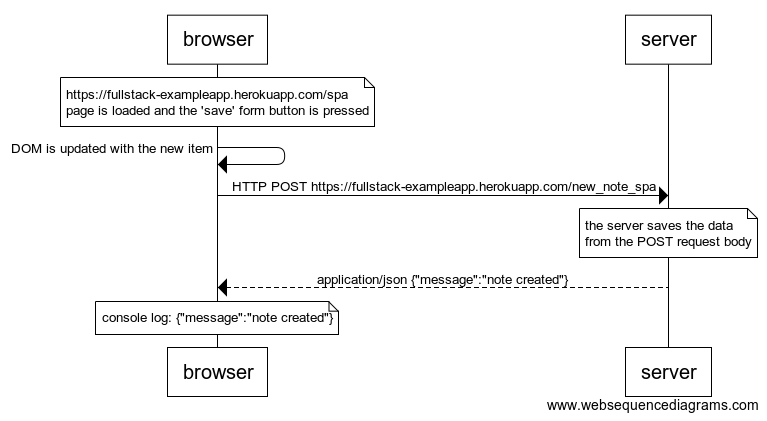 browser
server
https://fullstack-exampleapp.herokuapp.com/spa
page is loaded and the 'save' form button is pressed
DOM is updated with the new item
HTTP POST https://fullstack-exampleapp.herokuapp.com/new_note_spa
the server saves the data
from the POST request body
application/json {"message":"note created"}
console log: {"message":"note created"}
browser
server
www.websequencediagrams.com